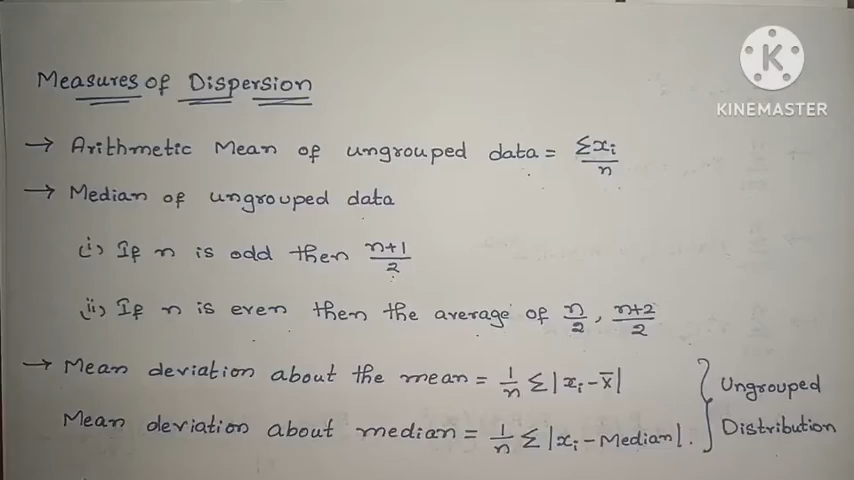 Measures of Dispersion
KINEMASTER
→ Arithmetic Mean of ungrouped data = Σxᵢ/n
→ Median of ungrouped data
(i) If n is odd then n+1/2
(ii) If n is even then the average of n/2, n+2/2
→ Mean deviation about the mean = 1/n Σ|xᵢ - x̄|
Mean deviation about median = 1/n Σ|xᵢ - Median|.
Ungrouped
Distribution